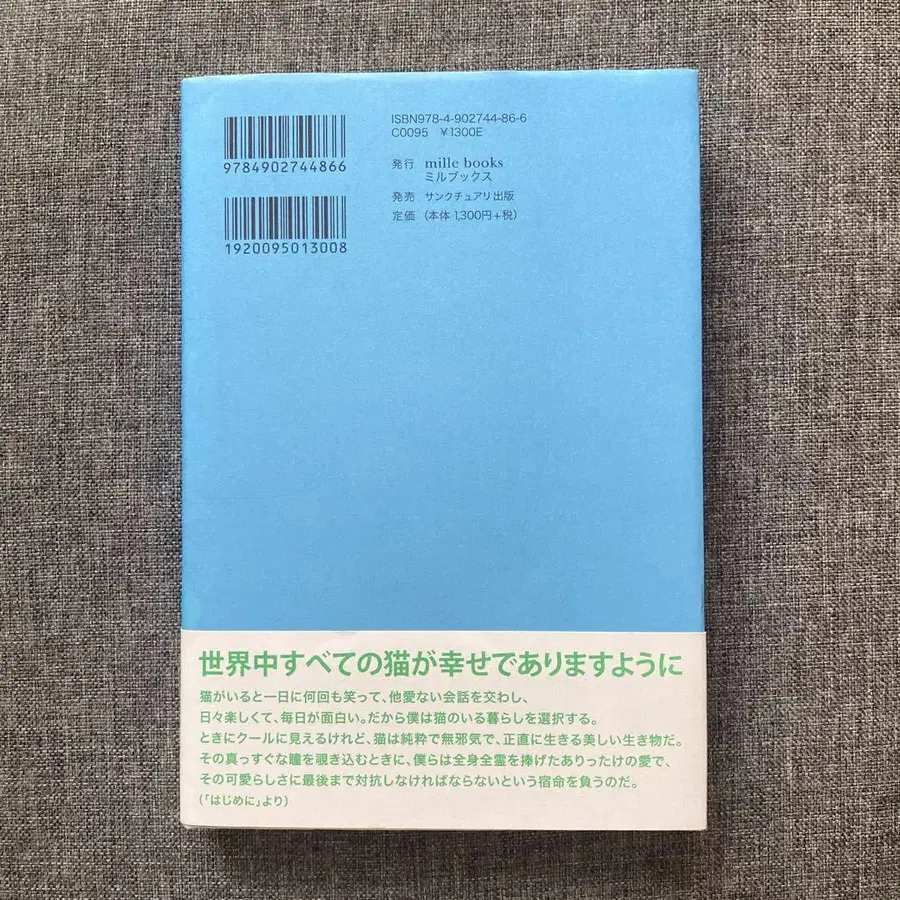 ISBN978-4-902744-86-6
C0095 ¥1300E
9784902744866
発行 mille books
ミルブックス
発売 サンクチュアリ出版
定価 (本体 1,300円+税)
1920095013008
世界中すべての猫が幸せでありますように
猫がいると一日に何回も笑って、他愛ない会話を交わし、
日々楽しくて、毎日が面白い。だから僕は猫のいる暮らしを選択する。
ときにクールに見えるけれど、猫は純粋で無邪気で、正直に生きる美しい生き物だ。
その真っすぐな瞳を覗き込むときに、僕らは全身全霊を捧げたありったけの愛で、
その可愛らしさに最後まで対抗しなければならないという宿命を負うのだ。
(「はじめに」より)